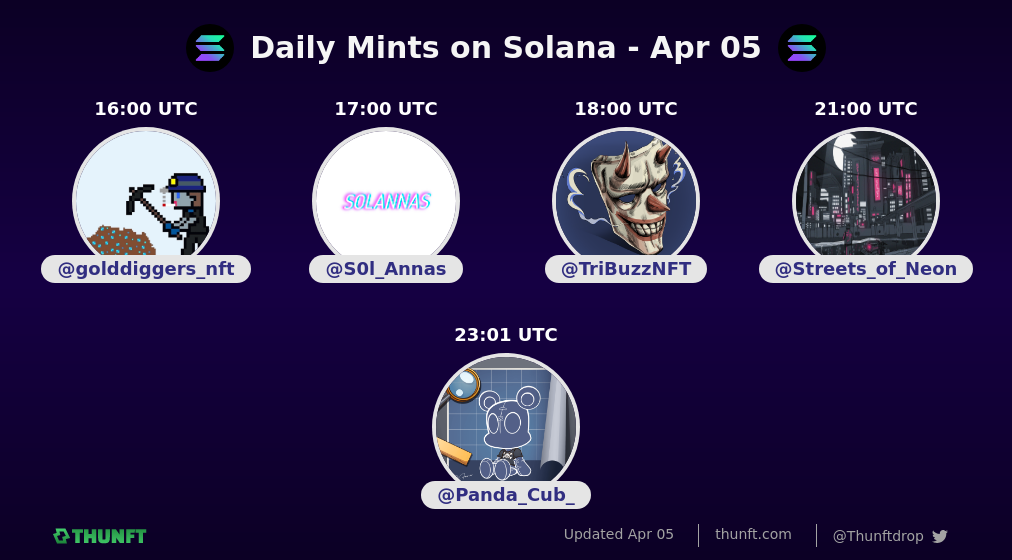 Daily Mints on Solana - Apr 05
16:00 UTC
17:00 UTC
18:00 UTC
21:00 UTC
SOLANNAS
@golddiggers_nft
@S0l_Annas
@TriBuzzNFT
@Streets_of_Neon
23:01 UTC
@Panda_Cub_
THUNFT
Updated Apr 05
thunft.com
@Thunftdrop